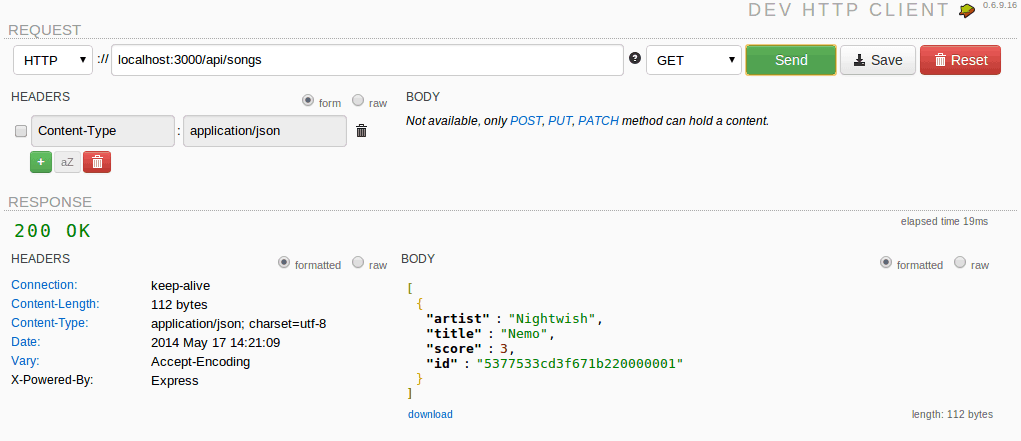 DEV HTTP CLIENT 0.6.9.16
REQUEST
HTTP :// localhost:3000/api/songs ? GET Send Save Reset
HEADERS form raw
Content-Type : application/json
+ aZ
BODY
Not available, only POST, PUT, PATCH method can hold a content.
RESPONSE
200 OK
elapsed time 19ms
HEADERS formatted raw
Connection: keep-alive
Content-Length: 112 bytes
Content-Type: application/json; charset=utf-8
Date: 2014 May 17 14:21:09
Vary: Accept-Encoding
X-Powered-By: Express
BODY formatted raw
[
{
"artist" : "Nightwish",
"title" : "Nemo",
"score" : 3,
"id" : "5377533cd3f671b220000001"
}
]
download length: 112 bytes